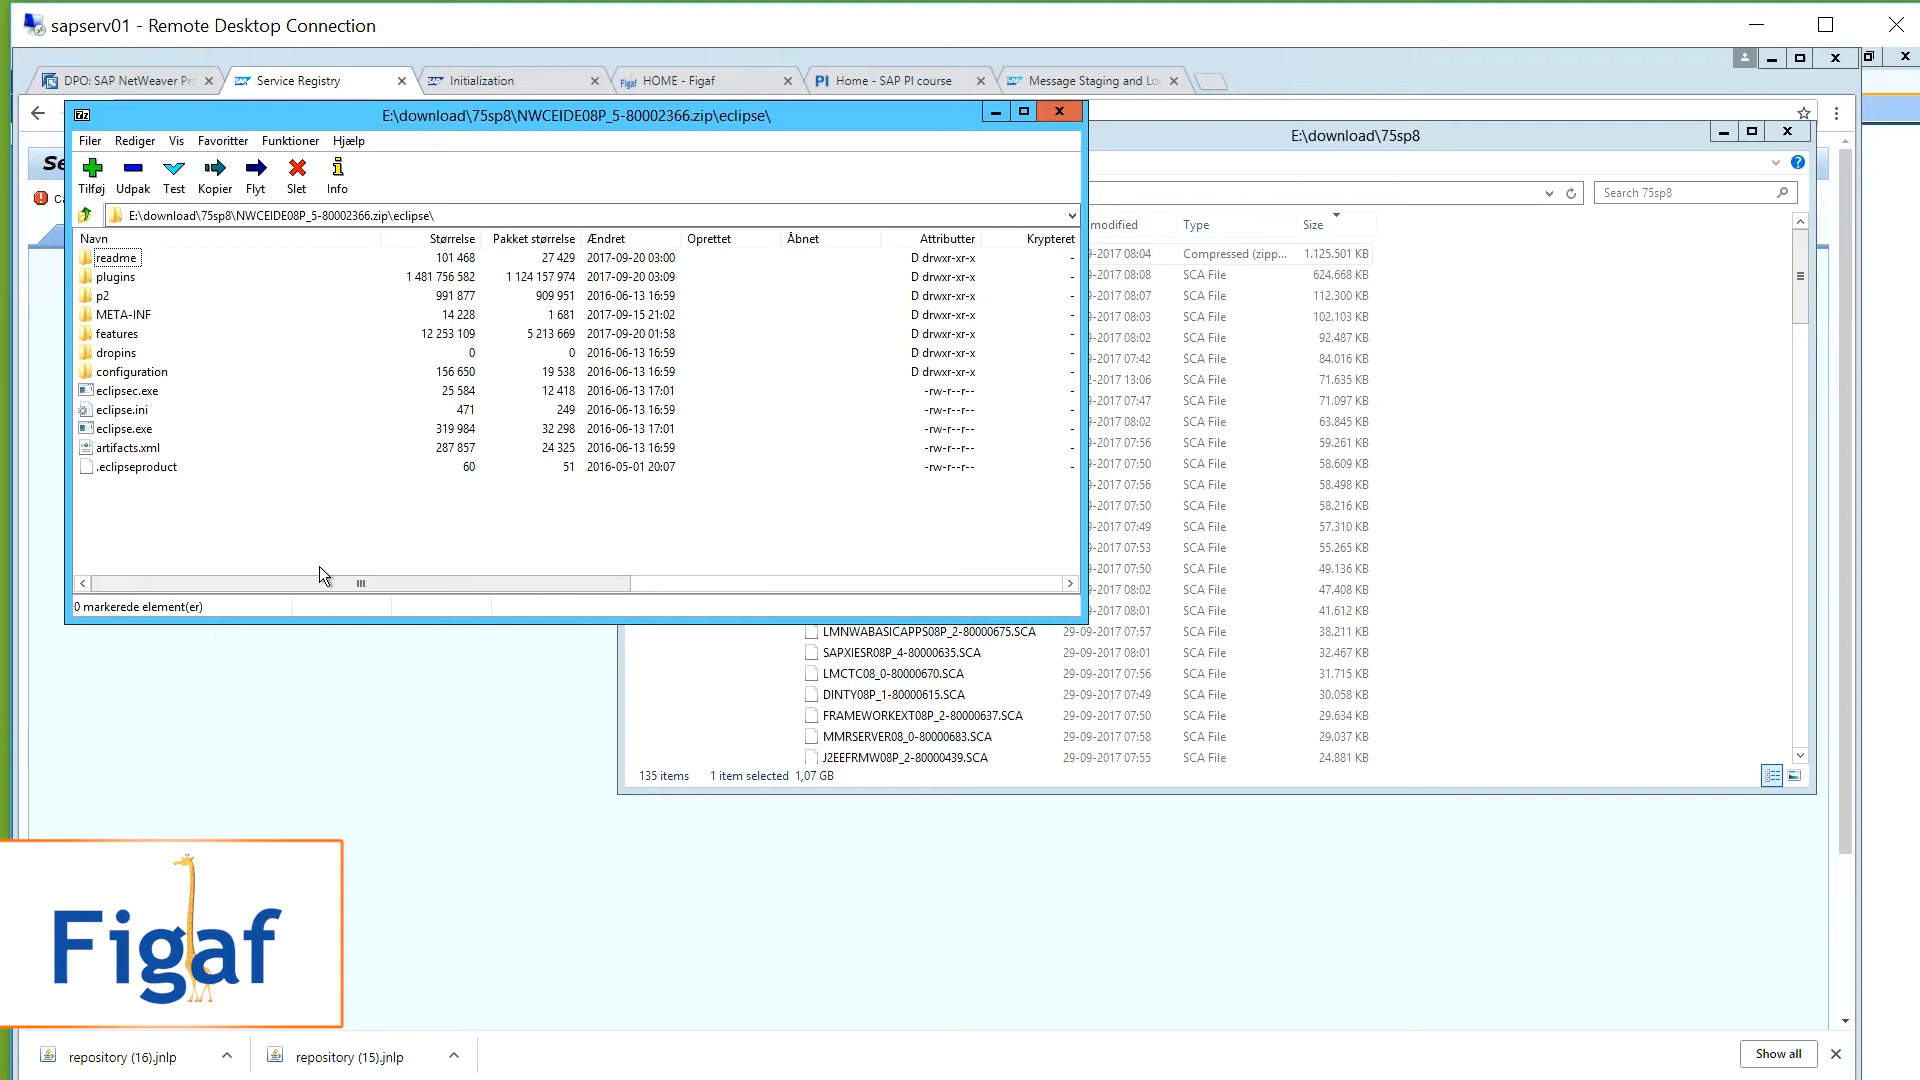 sapserv01 - Remote Desktop Connection
DPO: SAP NetWeaver Pr
Service Registry
Initialization
Figaf HOME - Figaf
PI Home - SAP PI course
Message Staging and Lo
E:\download\75sp8\NWCEIDE08P_5-80002366.zip\eclipse\
Filer Rediger Vis Favoritter Funktioner Hjælp
Tilføj Udpak Test Kopier Flyt Slet Info
E:\download\75sp8\NWCEIDE08P_5-80002366.zip\eclipse\
Navn Størrelse Pakket størrelse Ændret Oprettet Åbnet Attributter Krypteret
readme 101 468 27 429 2017-09-20 03:00 D drwxr-xr-x -
plugins 1 481 756 582 1 124 157 974 2017-09-20 03:09 D drwxr-xr-x -
p2 991 877 909 951 2016-06-13 16:59 D drwxr-xr-x -
META-INF 14 228 1 681 2017-09-15 21:02 D drwxr-xr-x -
features 12 253 109 5 213 669 2017-09-20 01:58 D drwxr-xr-x -
dropins 0 0 2016-06-13 16:59 D drwxr-xr-x -
configuration 156 650 19 538 2016-06-13 16:59 D drwxr-xr-x -
eclipsec.exe 25 584 12 418 2016-06-13 17:01 -rw-r--r-- -
eclipse.ini 471 249 2016-06-13 16:59 -rw-r--r-- -
eclipse.exe 319 984 32 298 2016-06-13 17:01 -rw-r--r-- -
artifacts.xml 287 857 24 325 2016-06-13 16:59 -rw-r--r-- -
.eclipseproduct 60 51 2016-05-01 20:07 -rw-r--r-- -
0 markerede element(er)
E:\download\75sp8
Search 75sp8
modified Type Size
9-2017 08:04 Compressed (zipp... 1.125.501 KB
9-2017 08:08 SCA File 624.668 KB
9-2017 08:07 SCA File 112.300 KB
9-2017 08:03 SCA File 102.103 KB
9-2017 08:02 SCA File 92.487 KB
9-2017 07:42 SCA File 84.016 KB
2-2017 13:06 SCA File 71.635 KB
9-2017 07:47 SCA File 71.097 KB
9-2017 08:02 SCA File 63.845 KB
9-2017 07:56 SCA File 59.261 KB
9-2017 07:50 SCA File 58.609 KB
9-2017 07:56 SCA File 58.498 KB
9-2017 07:50 SCA File 58.216 KB
9-2017 07:49 SCA File 57.310 KB
9-2017 07:53 SCA File 55.265 KB
9-2017 07:50 SCA File 49.136 KB
9-2017 08:02 SCA File 47.408 KB
9-2017 08:01 SCA File 41.612 KB
LMNWABASICAPPS08P_2-80000675.SCA 29-09-2017 07:57 SCA File 38.211 KB
SAPXIESR08P_4-80000635.SCA 29-09-2017 08:01 SCA File 32.467 KB
LMCTC08_0-80000670.SCA 29-09-2017 07:56 SCA File 31.715 KB
DINTY08P_1-80000615.SCA 29-09-2017 07:49 SCA File 30.058 KB
FRAMEWORKEXT08P_2-80000637.SCA 29-09-2017 07:50 SCA File 29.634 KB
MMRSERVER08_0-80000683.SCA 29-09-2017 07:58 SCA File 29.037 KB
J2EEFRMW08P_2-80000439.SCA 29-09-2017 07:55 SCA File 24.881 KB
135 items 1 item selected 1,07 GB
Figaf
repository (16).jnlp
repository (15).jnlp
Show all